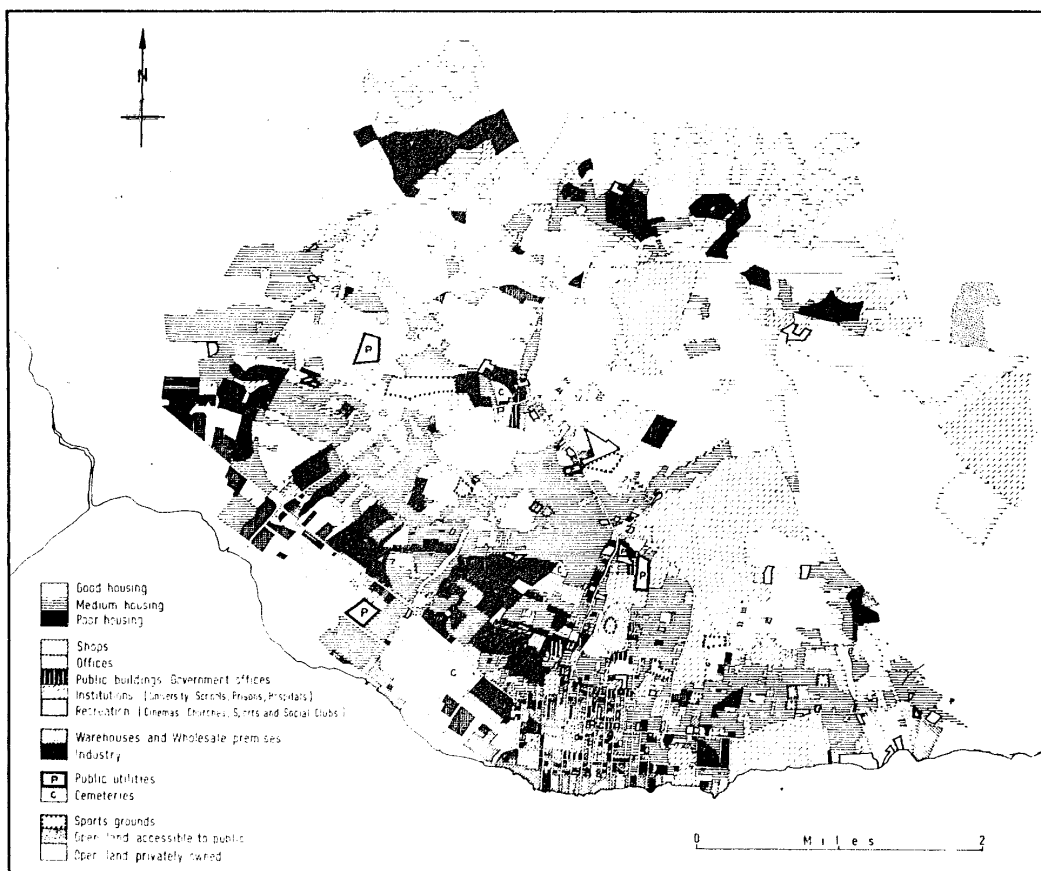 N
P
C
P
P
C
Good housing
Medium housing
Poor housing
Shops
Offices
Public buildings, Government offices
Institutions (University, Schools, Prisons, Hospitals)
Recreation (Cinemas, Churches, Sports and Social Clubs)
Warehouses and Wholesale premises
Industry
P Public utilities
C Cemeteries
Sports grounds
Open land accessible to public
Open land privately owned
0 Miles 2